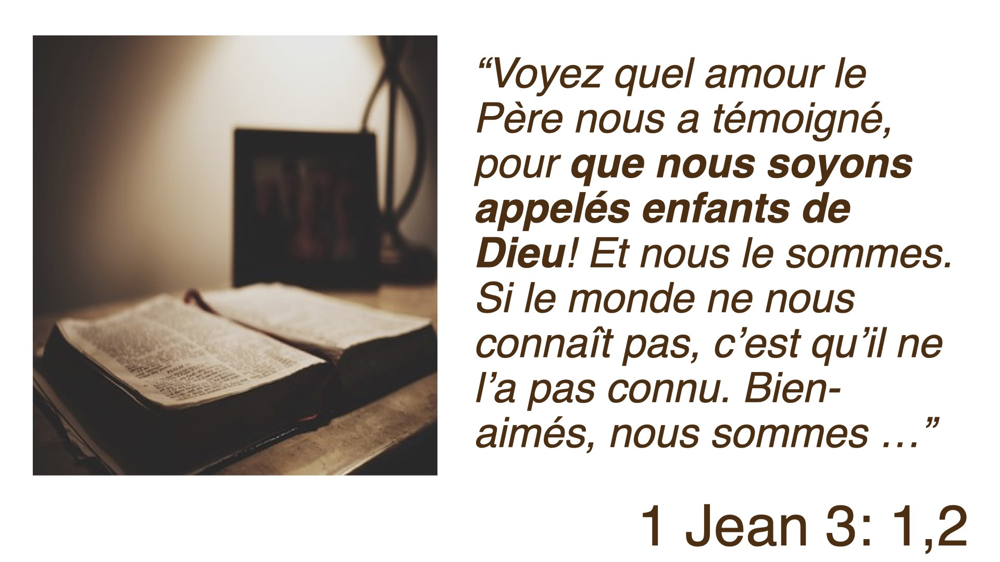 “Voyez quel amour le
Père nous a témoigné,
pour que nous soyons
appelés enfants de
Dieu! Et nous le sommes.
Si le monde ne nous
connaît pas, c’est qu’il ne
l’a pas connu. Bien-
aimés, nous sommes …”
1 Jean 3: 1,2